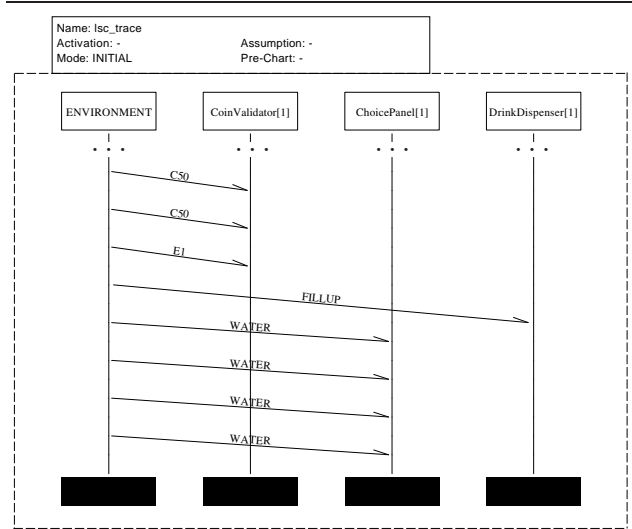 Name: lsc_trace
Activation: - Assumption: -
Mode: INITIAL Pre-Chart: -
ENVIRONMENT CoinValidator[1] ChoicePanel[1] DrinkDispenser[1]
. . . . . . . . . . . .
C50
C50
E1
FILLUP
WATER
WATER
WATER
WATER